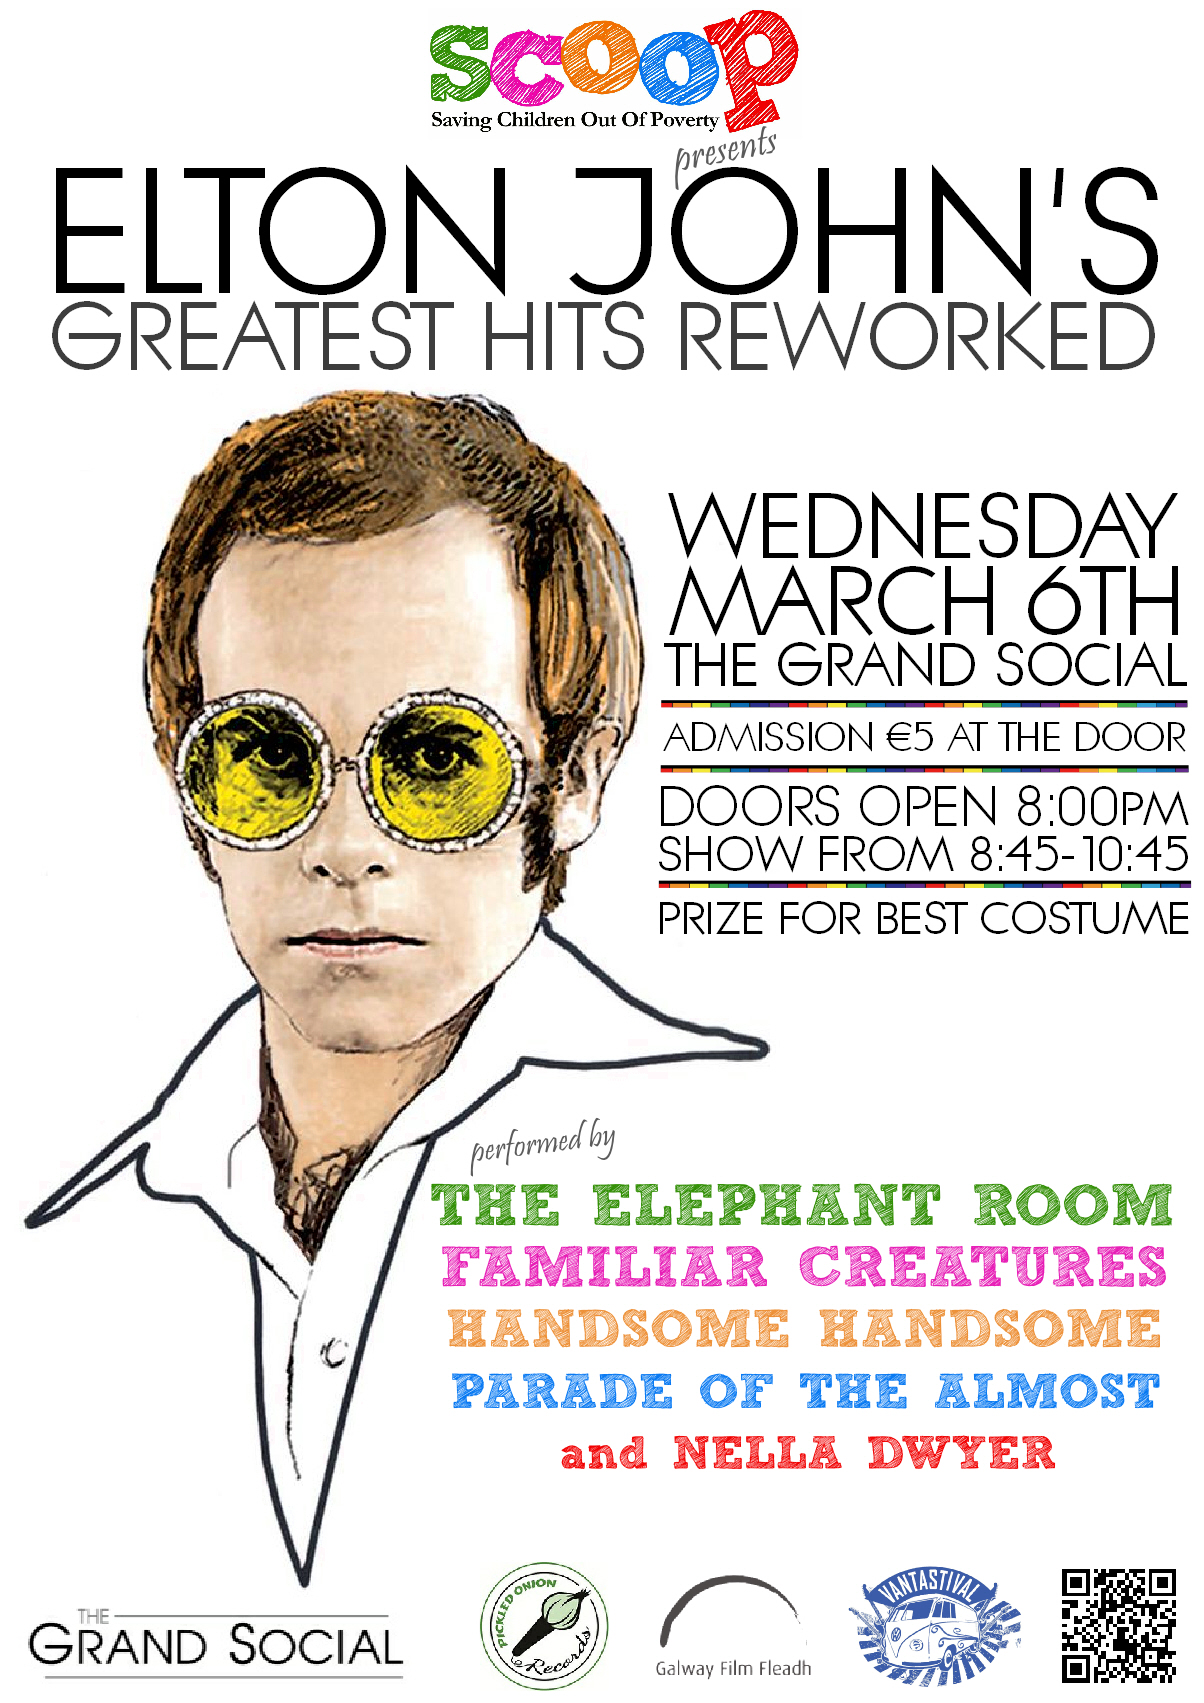 scoop
Saving Children Out Of Poverty
presents
ELTON JOHN'S
GREATEST HITS REWORKED
WEDNESDAY
MARCH 6TH
THE GRAND SOCIAL
ADMISSION €5 AT THE DOOR
DOORS OPEN 8:00PM
SHOW FROM 8:45-10:45
PRIZE FOR BEST COSTUME
performed by
THE ELEPHANT ROOM
FAMILIAR CREATURES
HANDSOME HANDSOME
PARADE OF THE ALMOST
and NELLA DWYER
THE
GRAND SOCIAL
PICKLED ONION
Records
Galway Film Fleadh
VANTASTIVAL